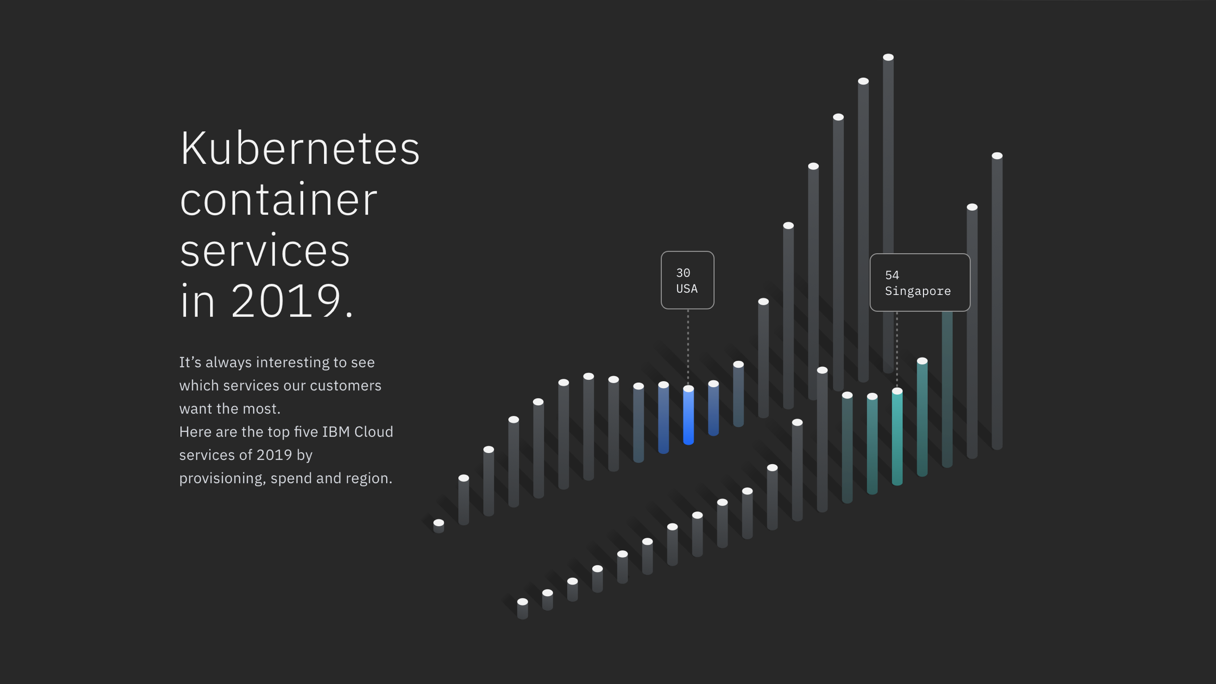 Kubernetes
container
services
in 2019.
It’s always interesting to see
which services our customers
want the most.
Here are the top five IBM Cloud
services of 2019 by
provisioning, spend and region.
30
USA
54
Singapore